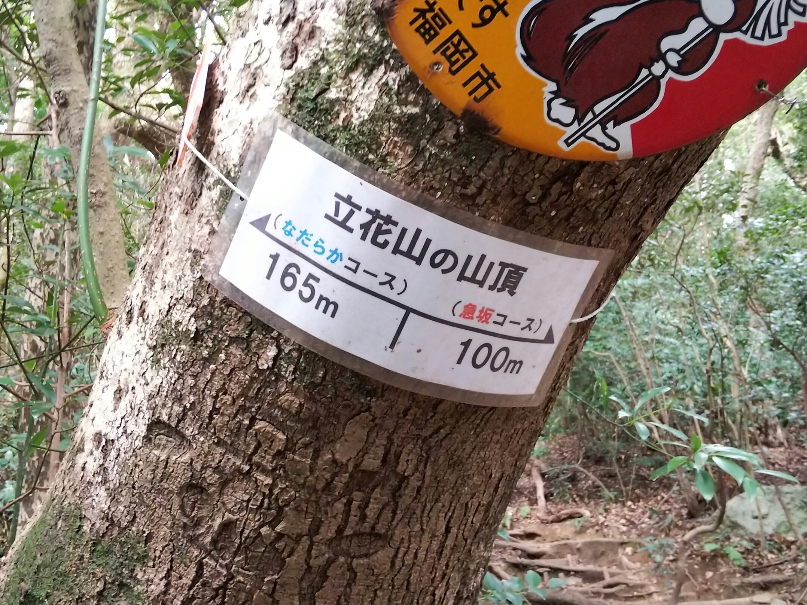 です
福岡市
立花山の山頂
(なだらかコース)
165m
(急坂コース)
100m